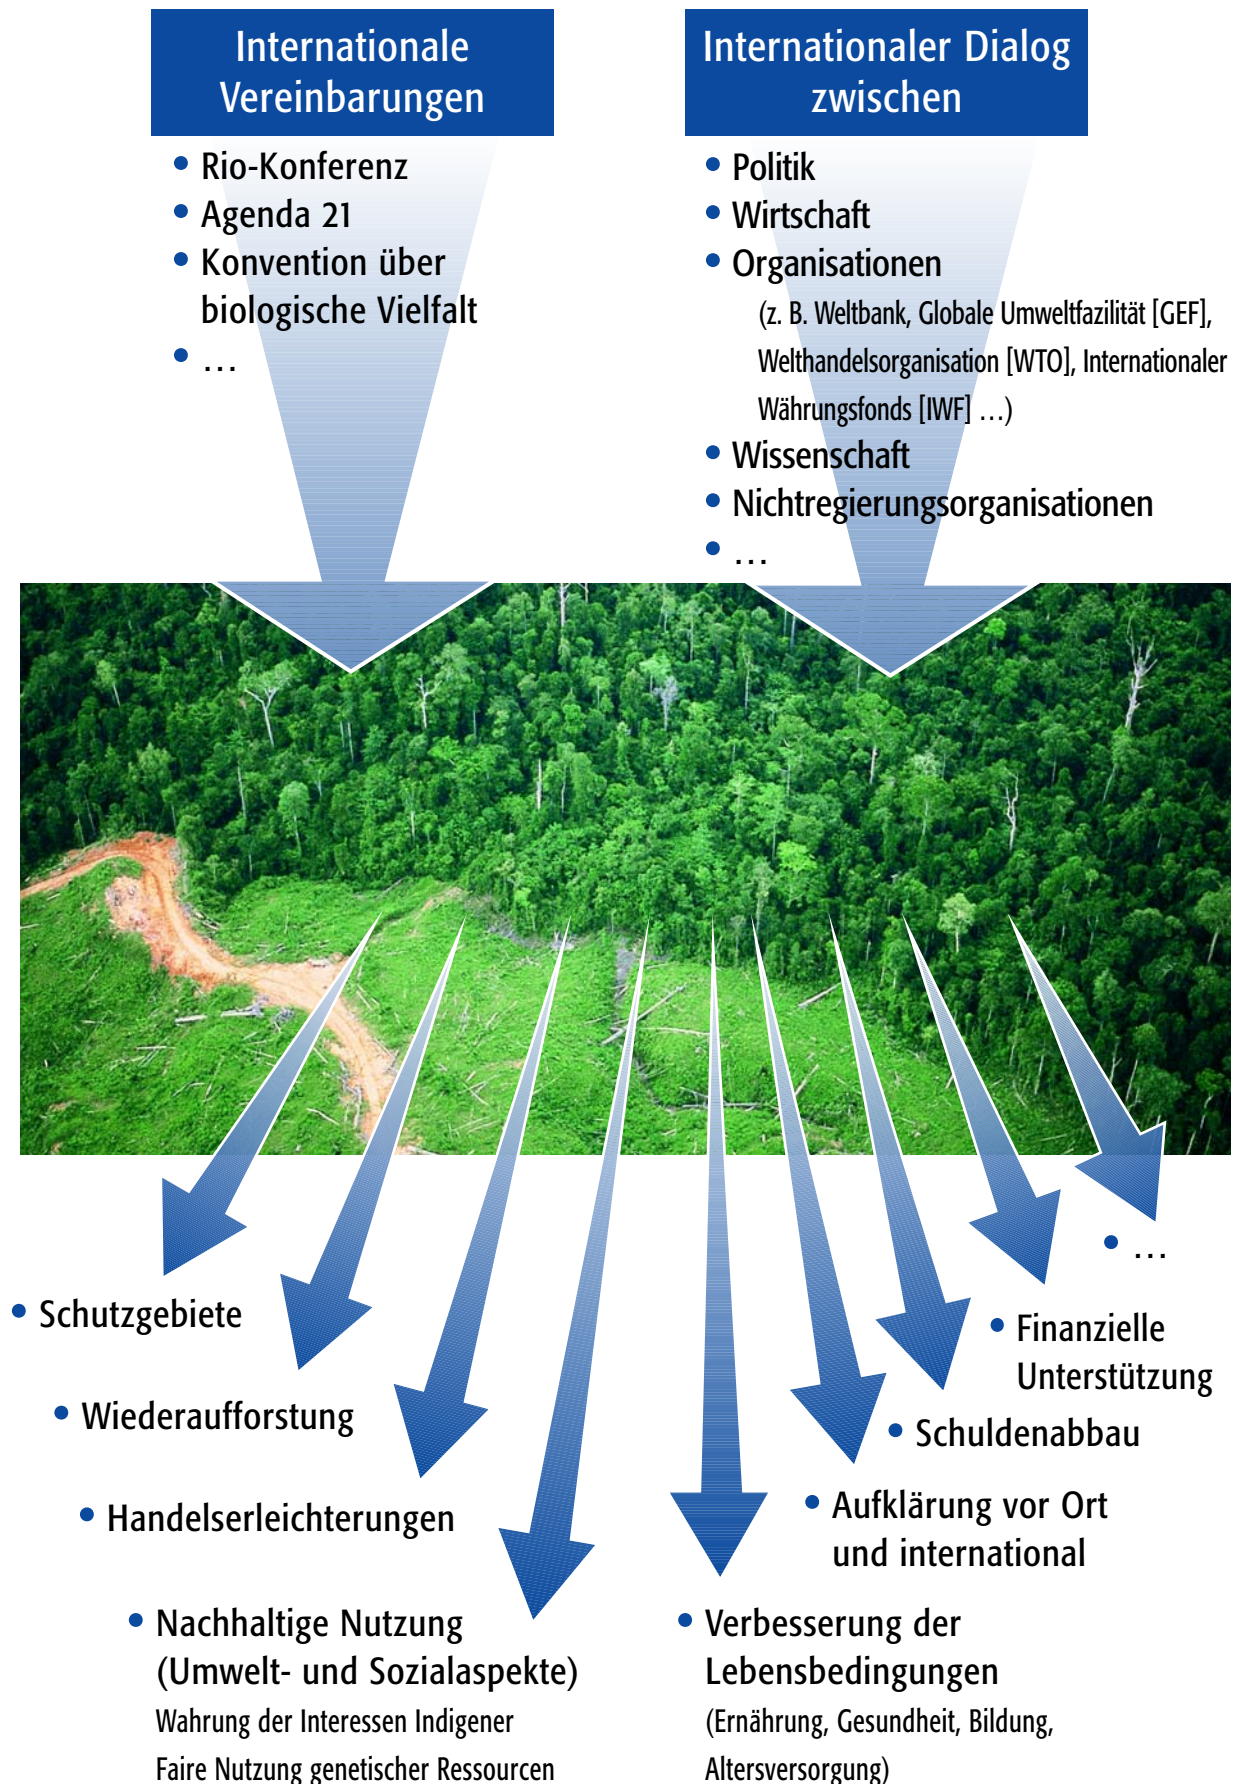 Internationale
Vereinbarungen
• Rio-Konferenz
• Agenda 21
• Konvention über
biologische Vielfalt
• …
Internationaler Dialog
zwischen
• Politik
• Wirtschaft
• Organisationen
(z. B. Weltbank, Globale Umweltfazilität [GEF],
Welthandelsorganisation [WTO], Internationaler
Währungsfonds [IWF] …)
• Wissenschaft
• Nichtregierungsorganisationen
• …
• Schutzgebiete
• Wiederaufforstung
• Handelserleichterungen
• Nachhaltige Nutzung
(Umwelt- und Sozialaspekte)
Wahrung der Interessen Indigener
Faire Nutzung genetischer Ressourcen
• Verbesserung der
Lebensbedingungen
(Ernährung, Gesundheit, Bildung,
Altersversorgung)
• Aufklärung vor Ort
und international
• Schuldenabbau
• Finanzielle
Unterstützung
• …